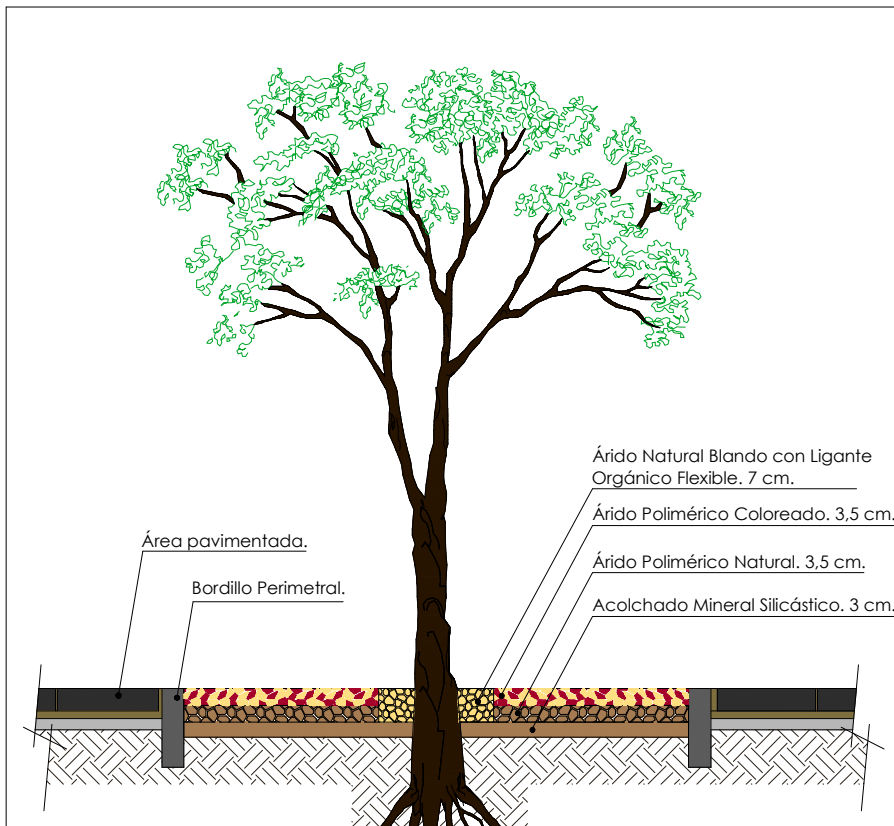 Árido Natural Blando con Ligante
Orgánico Flexible. 7 cm.
Árido Polimérico Coloreado. 3,5 cm.
Área pavimentada.
Árido Polimérico Natural. 3,5 cm.
Bordillo Perimetral.
Acolchado Mineral Silicástico. 3 cm.